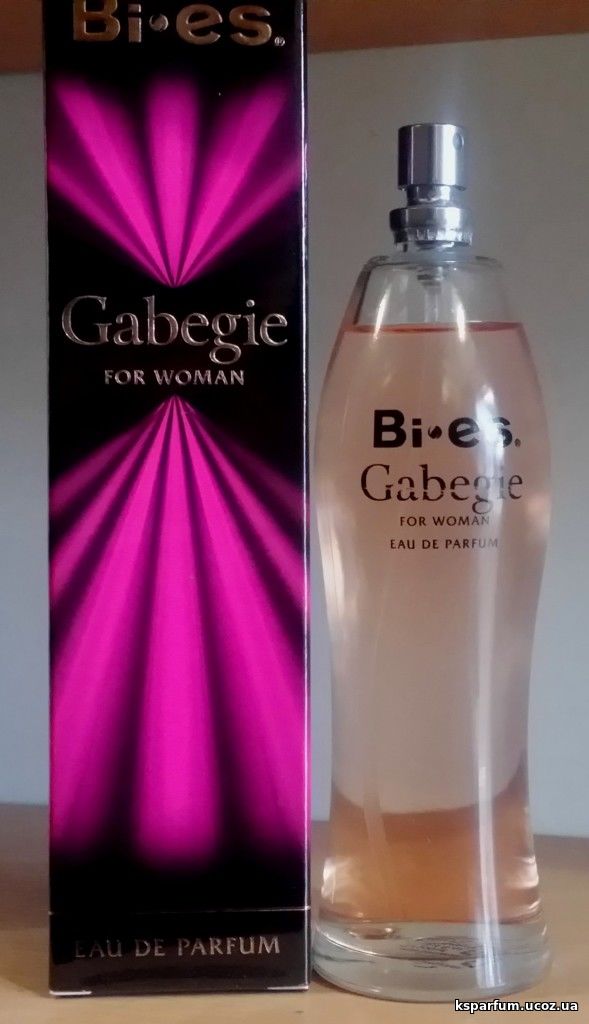 Bi•es.
Gabegie
FOR WOMAN
EAU DE PARFUM
Bi•es.
Gabegie
FOR WOMAN
EAU DE PARFUM
ksparfum.ucoz.ua